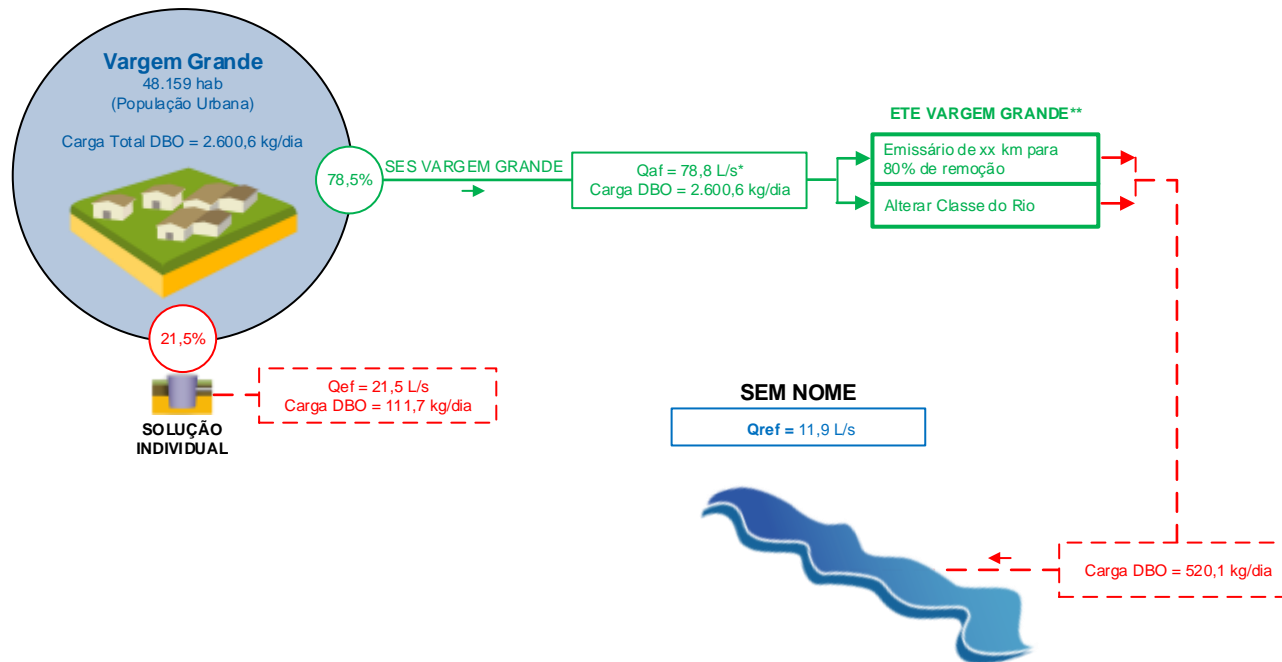 Vargem Grande
48.159 hab
(População Urbana)
Carga Total DBO = 2.600,6 kg/dia
78,5%
SES VARGEM GRANDE
Qaf = 78,8 L/s*
Carga DBO = 2.600,6 kg/dia
ETE VARGEM GRANDE**
Emissário de xx km para
80% de remoção
Alterar Classe do Rio
21,5%
Qef = 21,5 L/s
Carga DBO = 111,7 kg/dia
SOLUÇÃO
INDIVIDUAL
SEM NOME
Qref = 11,9 L/s
Carga DBO = 520,1 kg/dia